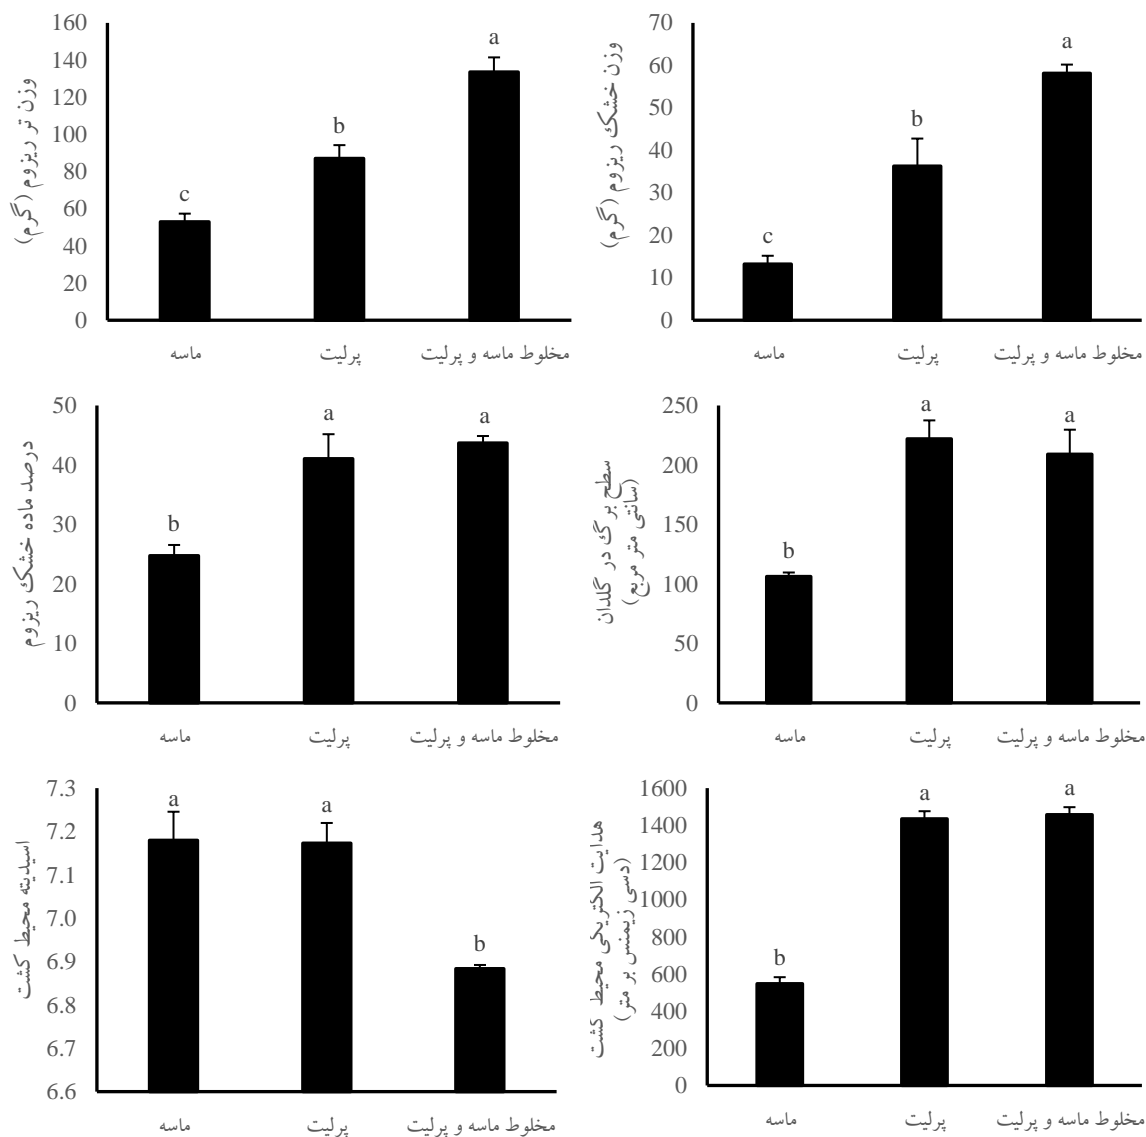 160
140
120
100
80
60
40
20
0
وزن تر ریزوم (گرم)
c
b
a
ماسه
پرلیت
مخلوط ماسه و پرلیت
70
60
50
40
30
20
10
0
وزن خشک ریزوم (گرم)
c
b
a
ماسه
پرلیت
مخلوط ماسه و پرلیت
50
40
30
20
10
0
درصد ماده خشک ریزوم
b
a
a
ماسه
پرلیت
مخلوط ماسه و پرلیت
250
200
150
100
50
0
سطح برگ در گلدان
(سانتی متر مربع)
b
a
a
ماسه
پرلیت
مخلوط ماسه و پرلیت
7.3
7.2
7.1
7.0
6.9
6.8
6.7
6.6
اسیدیته محیط کشت
a
a
b
ماسه
پرلیت
مخلوط ماسه و پرلیت
1600
1400
1200
1000
800
600
400
200
0
هدایت الکتریکی محیط کشت
(دسی زیمنس بر متر)
b
a
a
ماسه
پرلیت
مخلوط ماسه و پرلیت